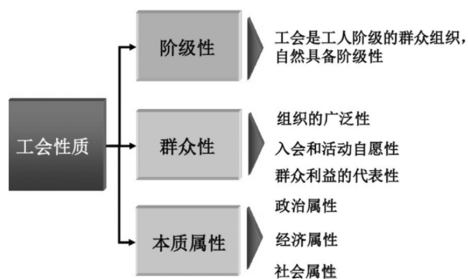 工会性质
阶级性
工会是工人阶级的群众组织，
自然具备阶级性
群众性
组织的广泛性
入会和活动自愿性
群众利益的代表性
本质属性
政治属性
经济属性
社会属性